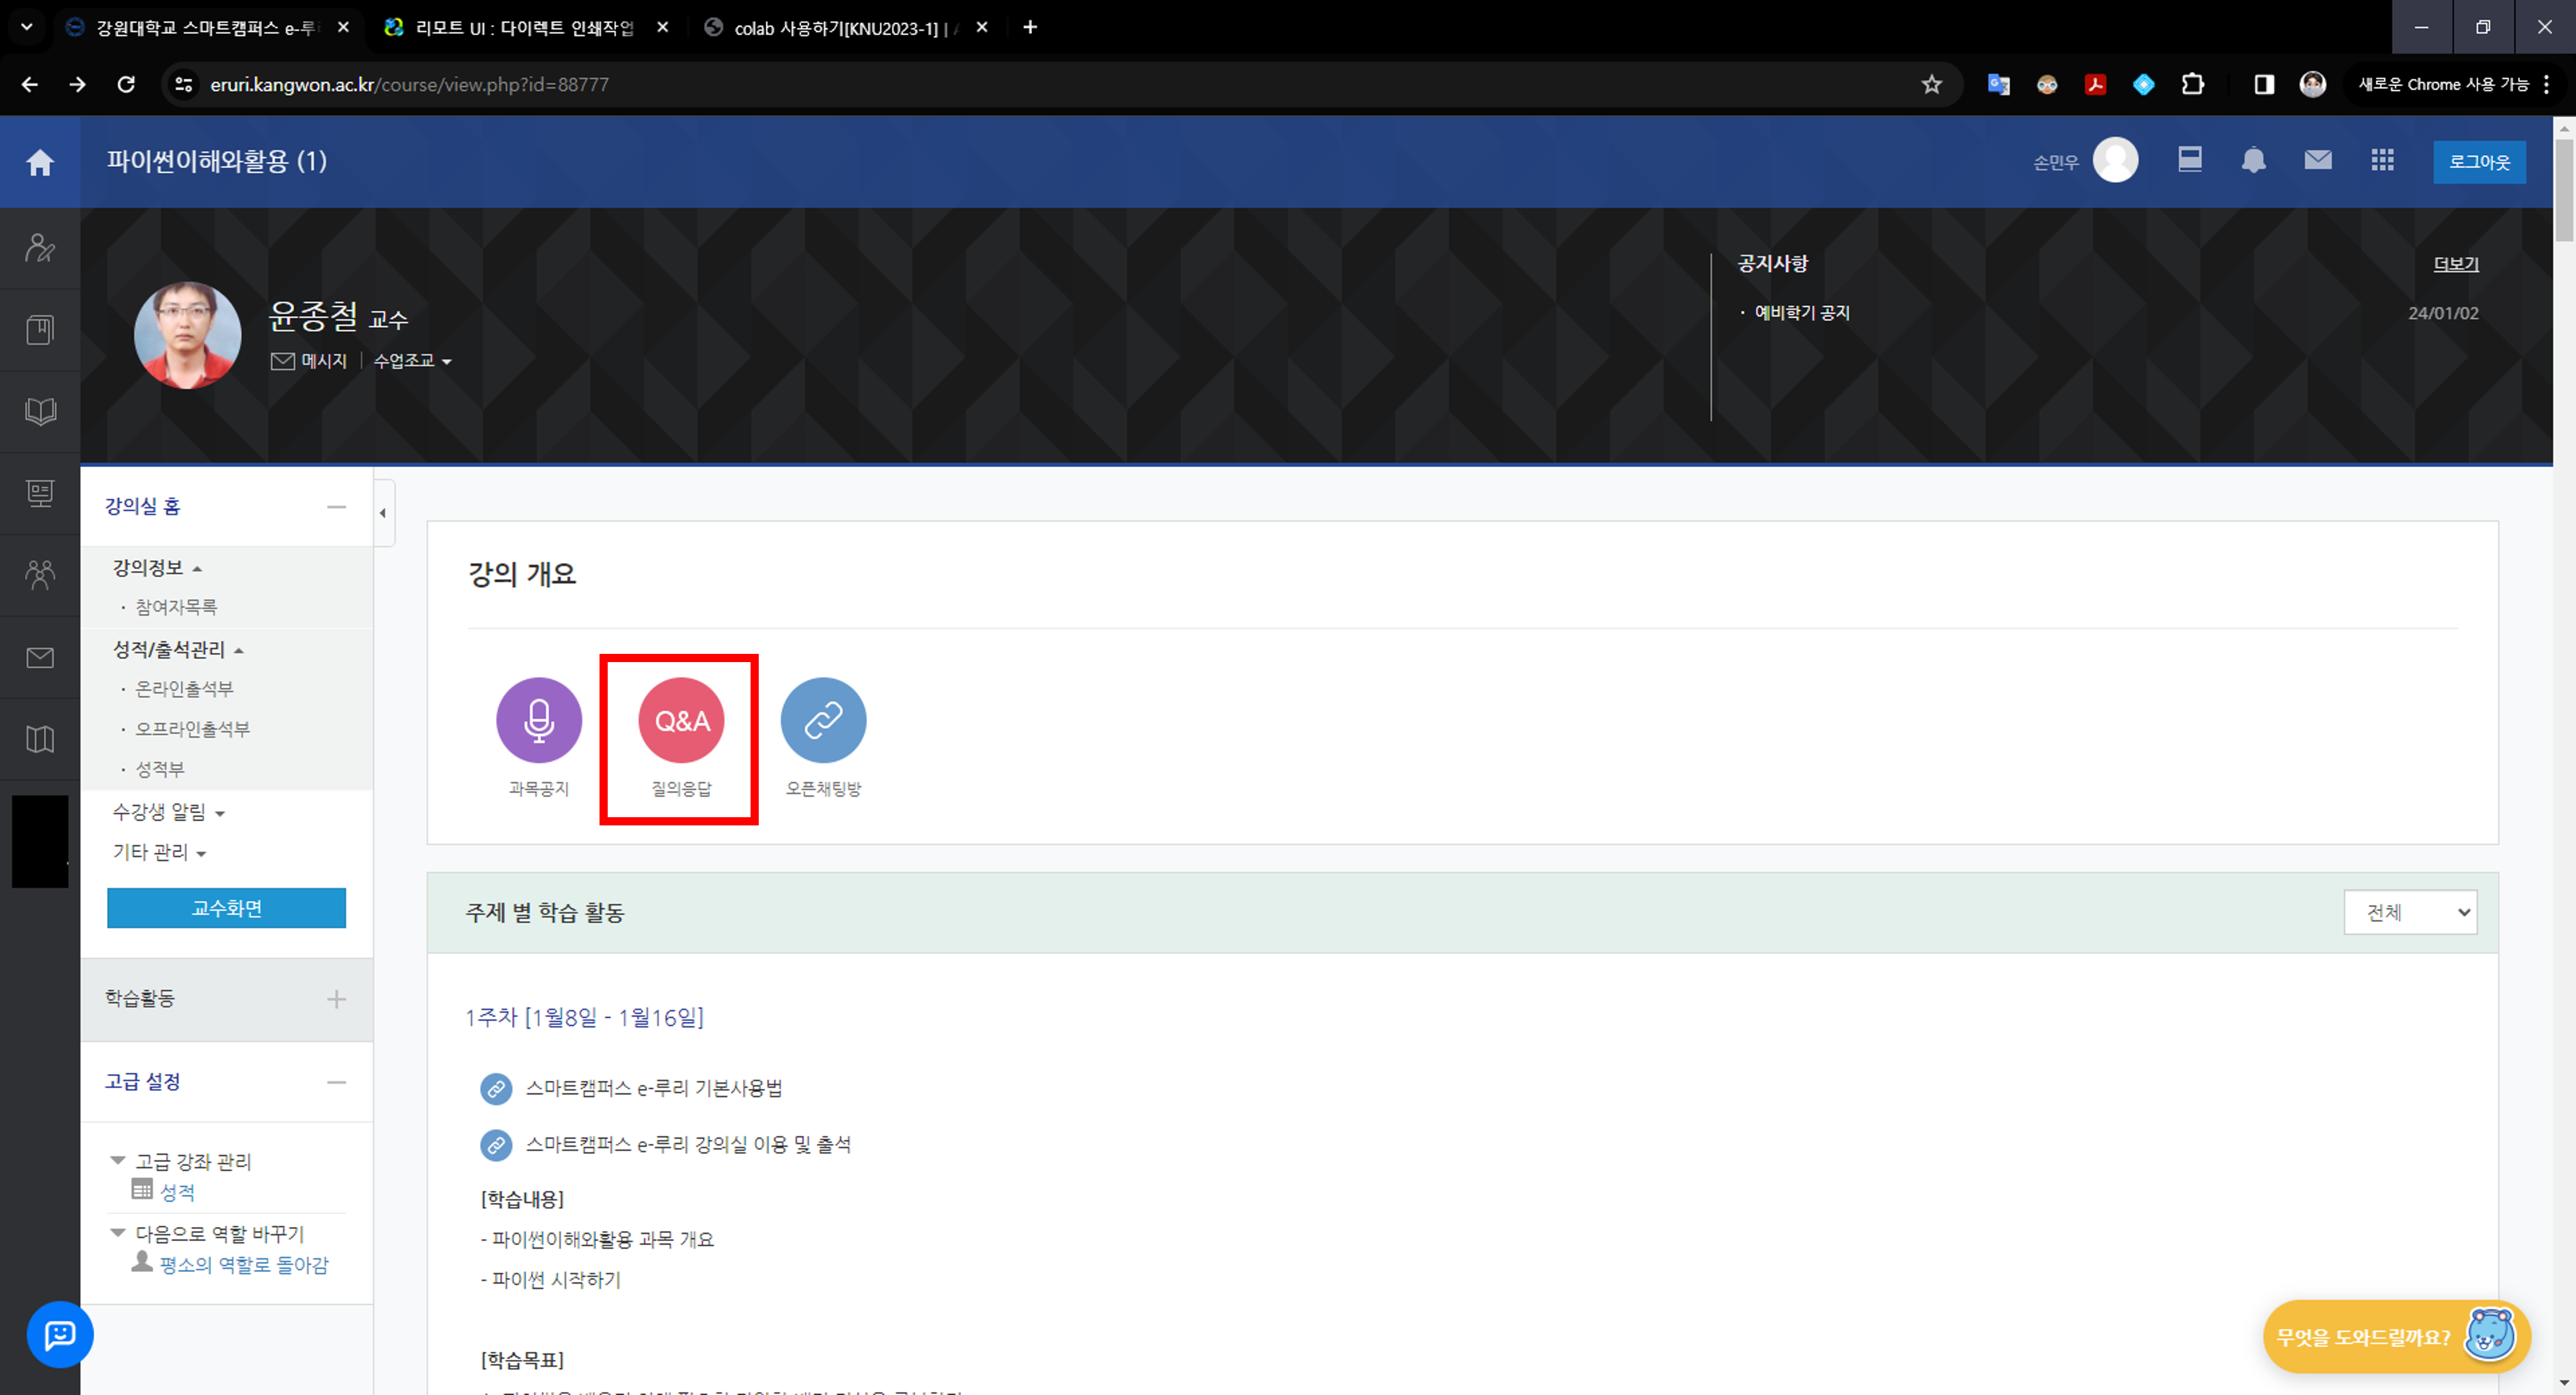 강원대학교 스마트캠퍼스 e-루
리모트 UI : 다이렉트 인쇄작업
colab 사용하기[KNU2023-1] |
eruri.kangwon.ac.kr/course/view.php?id=88777
새로운 Chrome 사용 가능
파이썬이해와활용 (1)
손민우
로그아웃
윤종철 교수
메시지
수업조교
공지사항
더보기
· 예비학기 공지
24/01/02
강의실 홈
강의정보
· 참여자목록
성적/출석관리
· 온라인출석부
· 오프라인출석부
· 성적부
수강생 알림
기타 관리
교수화면
학습활동
고급 설정
고급 강좌 관리
성적
다음으로 역할 바꾸기
평소의 역할로 돌아감
강의 개요
Q&A
과목공지
질의응답
오픈채팅방
주제 별 학습 활동
전체
1주차 [1월8일 - 1월16일]
스마트캠퍼스 e-루리 기본사용법
스마트캠퍼스 e-루리 강의실 이용 및 출석
[학습내용]
- 파이썬이해와활용 과목 개요
- 파이썬 시작하기
[학습목표]
무엇을 도와드릴까요?